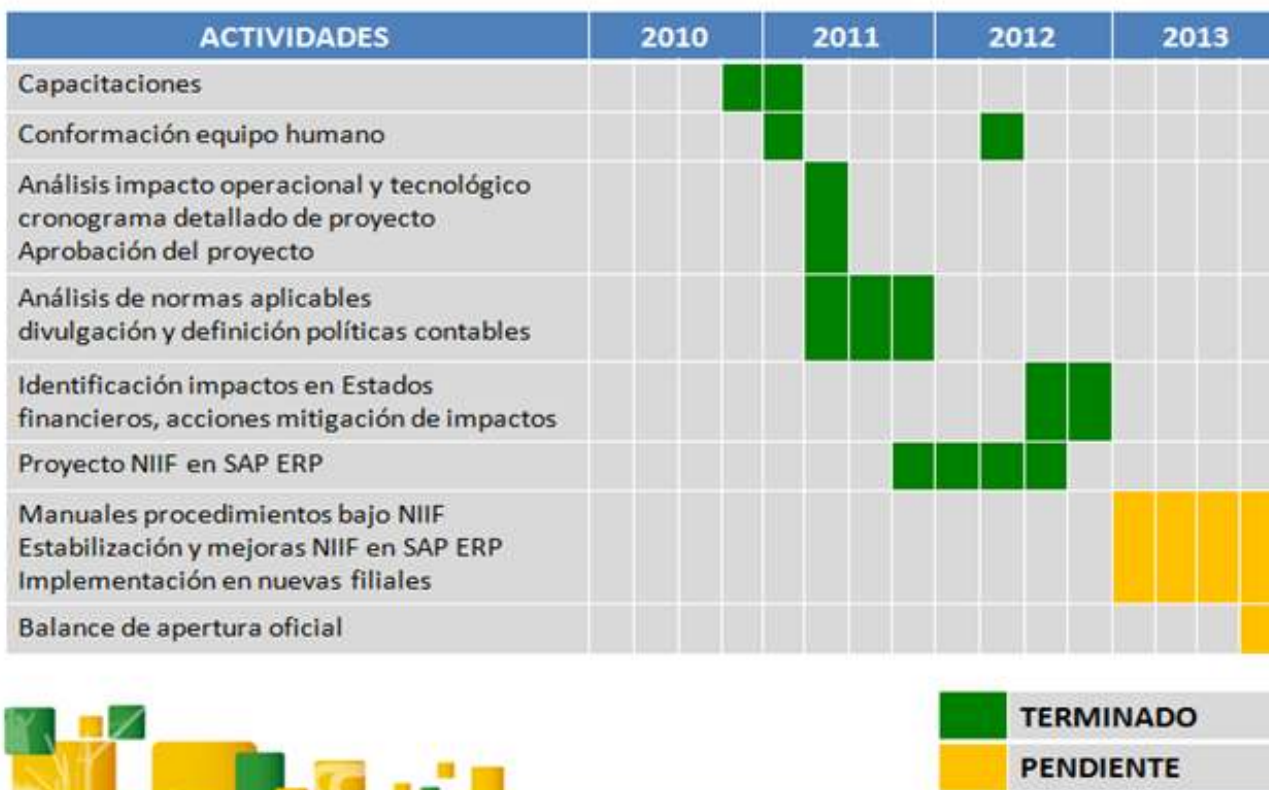 ACTIVIDADES 2010 2011 2012 2013
Capacitaciones
Conformación equipo humano
Análisis impacto operacional y tecnológico
cronograma detallado de proyecto
Aprobación del proyecto
Análisis de normas aplicables
divulgación y definición políticas contables
Identificación impactos en Estados
financieros, acciones mitigación de impactos
Proyecto NIIF en SAP ERP
Manuales procedimientos bajo NIIF
Estabilización y mejoras NIIF en SAP ERP
Implementación en nuevas filiales
Balance de apertura oficial
TERMINADO
PENDIENTE